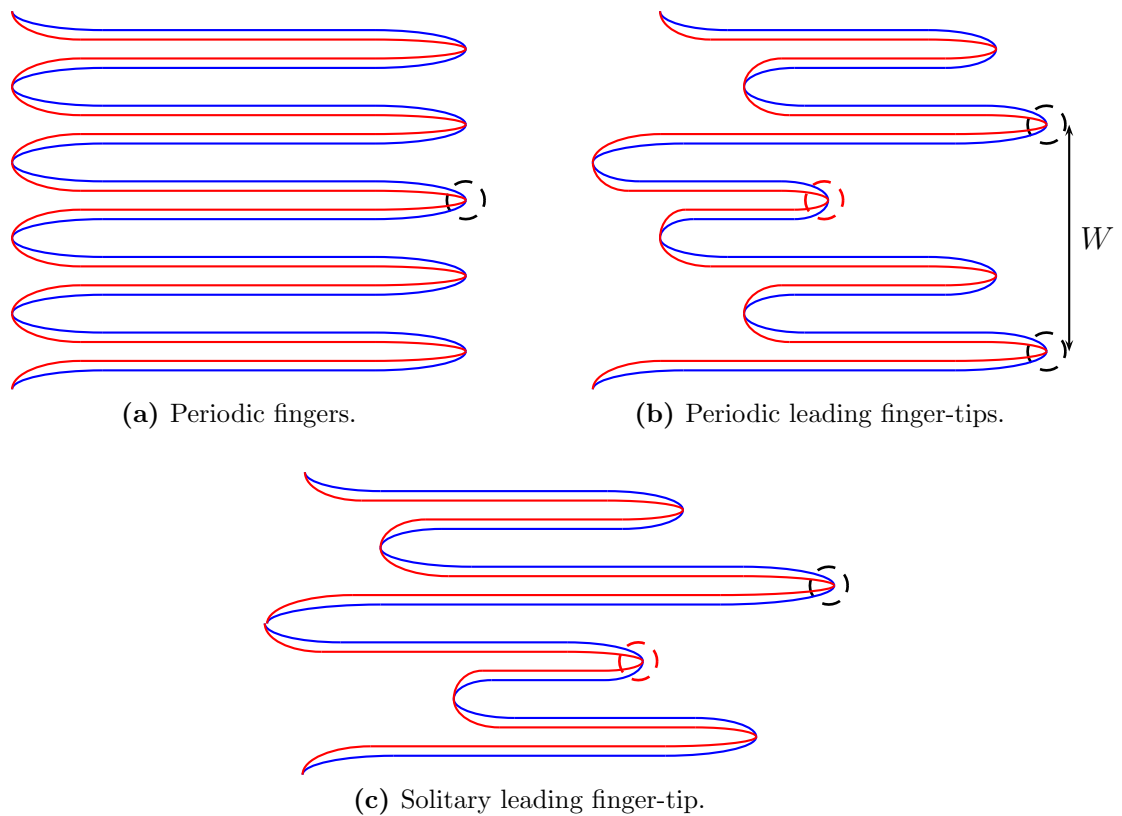 W
(a) Periodic fingers.
(b) Periodic leading finger-tips.
(c) Solitary leading finger-tip.